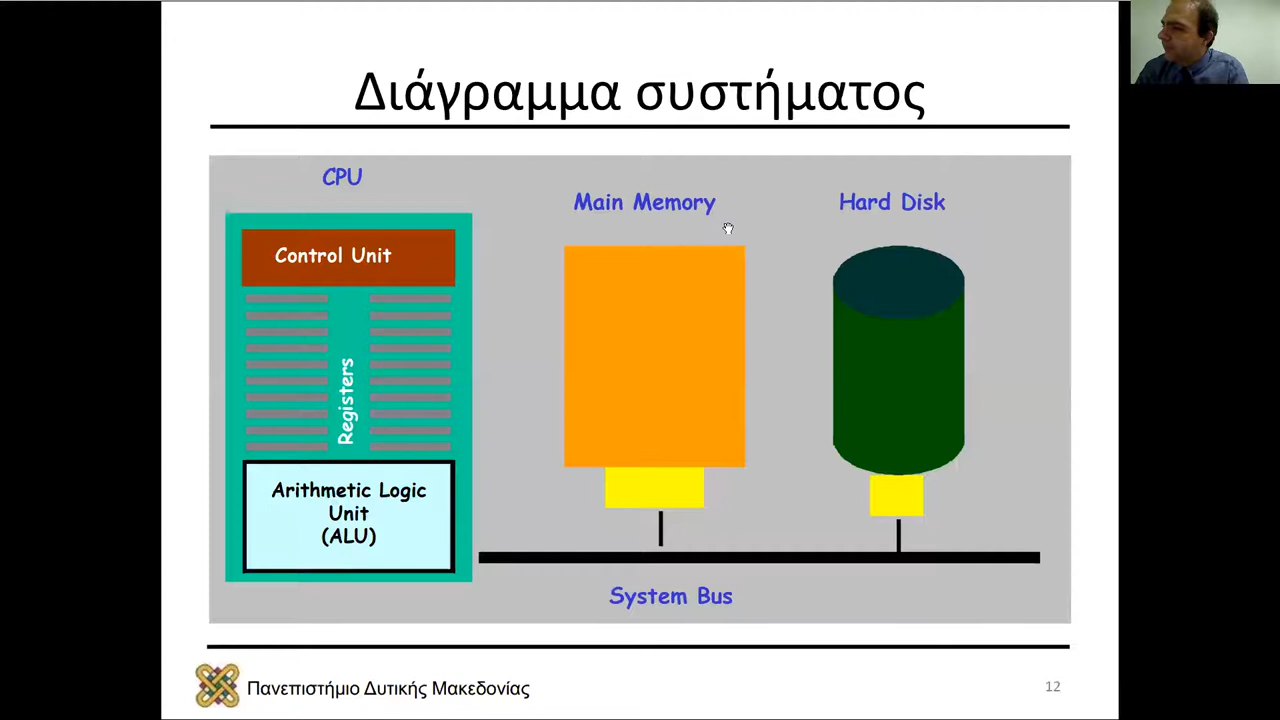 Διάγραμμα συστήματος
CPU
Main Memory
Hard Disk
Control Unit
Registers
Arithmetic Logic
Unit
(ALU)
System Bus
Πανεπιστήμιο Δυτικής Μακεδονίας
12